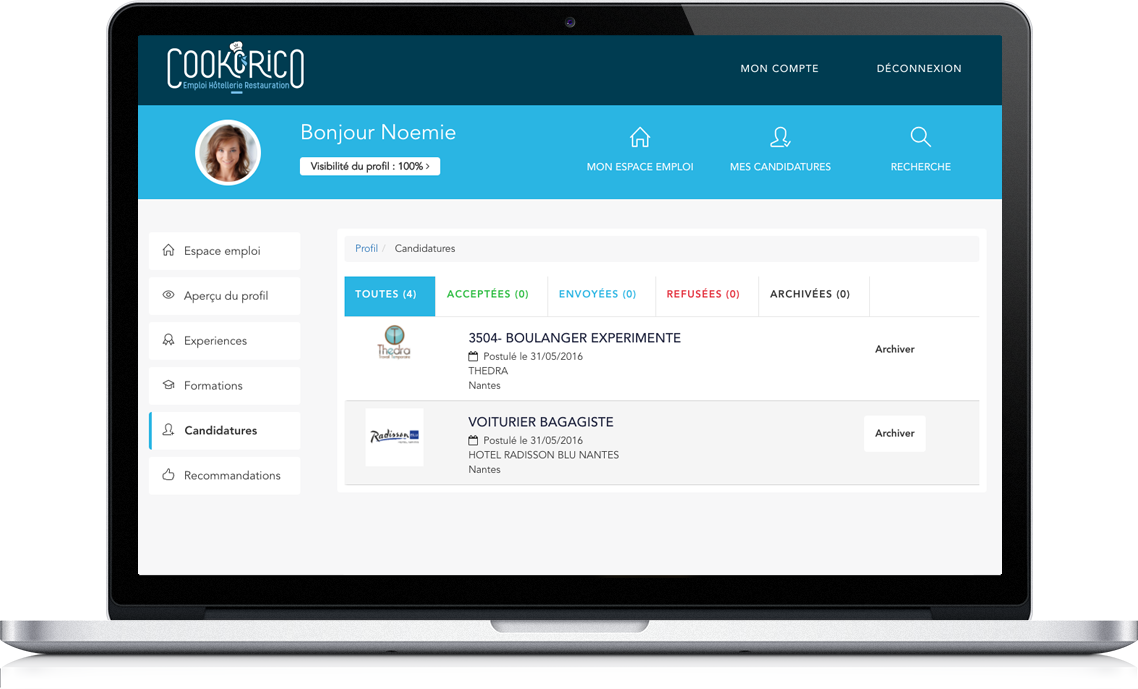 COOKORICO
Emploi Hôtellerie Restauration
MON COMPTE
DÉCONNEXION
Bonjour Noemie
Visibilité du profil : 100% >
MON ESPACE EMPLOI
MES CANDIDATURES
RECHERCHE
Espace emploi
Aperçu du profil
Experiences
Formations
Candidatures
Recommandations
Profil / Candidatures
TOUTES (4)
ACCEPTÉES (0)
ENVOYÉES (0)
REFUSÉES (0)
ARCHIVÉES (0)
Thedra
Travail Temporaire
3504- BOULANGER EXPERIMENTE
Postulé le 31/05/2016
THEDRA
Nantes
Archiver
Radisson BLU
VOITURIER BAGAGISTE
Postulé le 31/05/2016
HOTEL RADISSON BLU NANTES
Nantes
Archiver